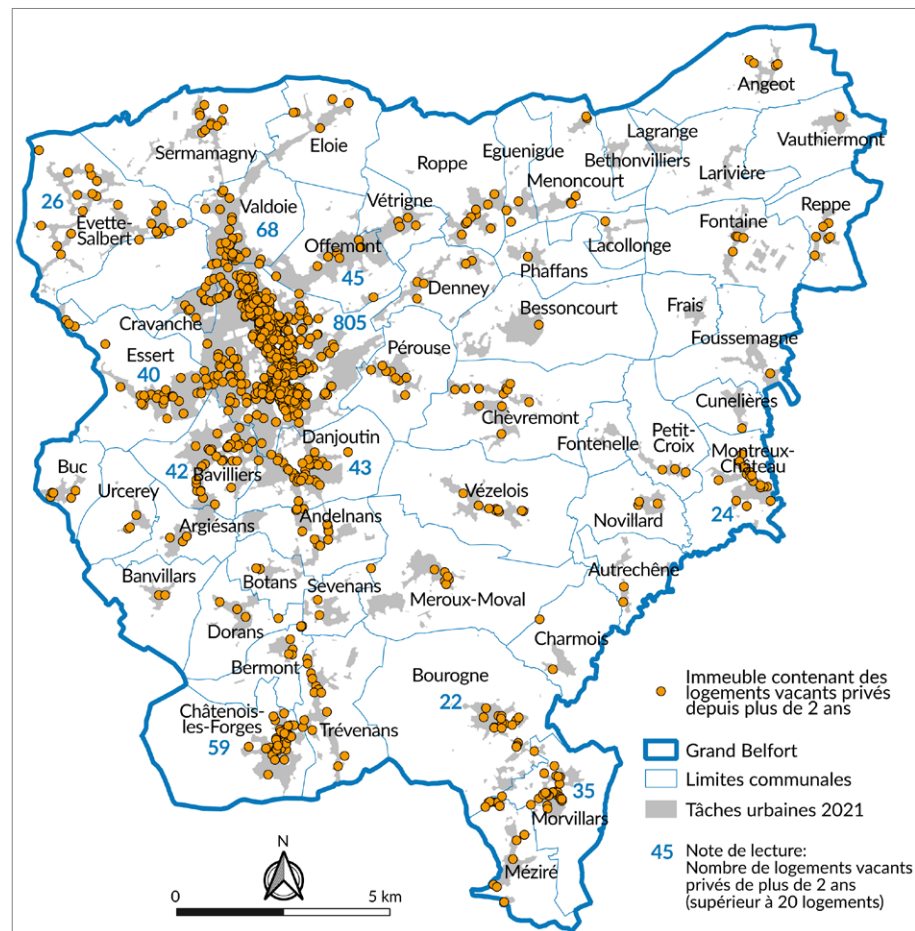 Angeot
Vauthiermont
Lagrange
Bethonvilliers
Larivière
Sermamagny
Eloie
Roppe
Eguenigue
Menoncourt
Fontaine
Reppe
26
Evette-
Salbert
Valdoie
68
Vétrigne
Offemont
45
Lacollonge
Phaffans
Denney
Bessoncourt
Frais
Foussemagne
Cravanche
805
Essert
40
Pérouse
Chèvremont
Cunelières
Fontenelle
Petit-
Croix
Montreux-
Château
24
Danjoutin
43
42
Bavilliers
Buc
Urcerey
Argiésans
Andelnans
Vézelois
Novillard
Autrechêne
Banvillars
Botans
Sevenans
Meroux-Moval
Dorans
Charmois
Bermont
Bourogne
22
Châtenois-
les-Forges
59
Trévenans
35
Morvillars
Méziré
Immeuble contenant des
logements vacants privés
depuis plus de 2 ans
Grand Belfort
Limites communales
Tâches urbaines 2021
45 Note de lecture:
Nombre de logements vacants
privés de plus de 2 ans
(supérieur à 20 logements)
N
0 5 km